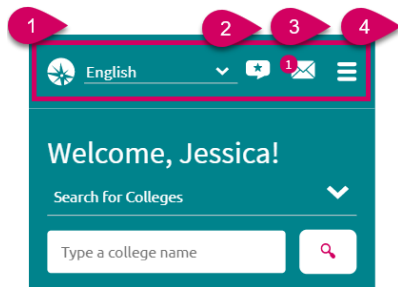 1 2 3 4
English 1
Welcome, Jessica!
Search for Colleges
Type a college name